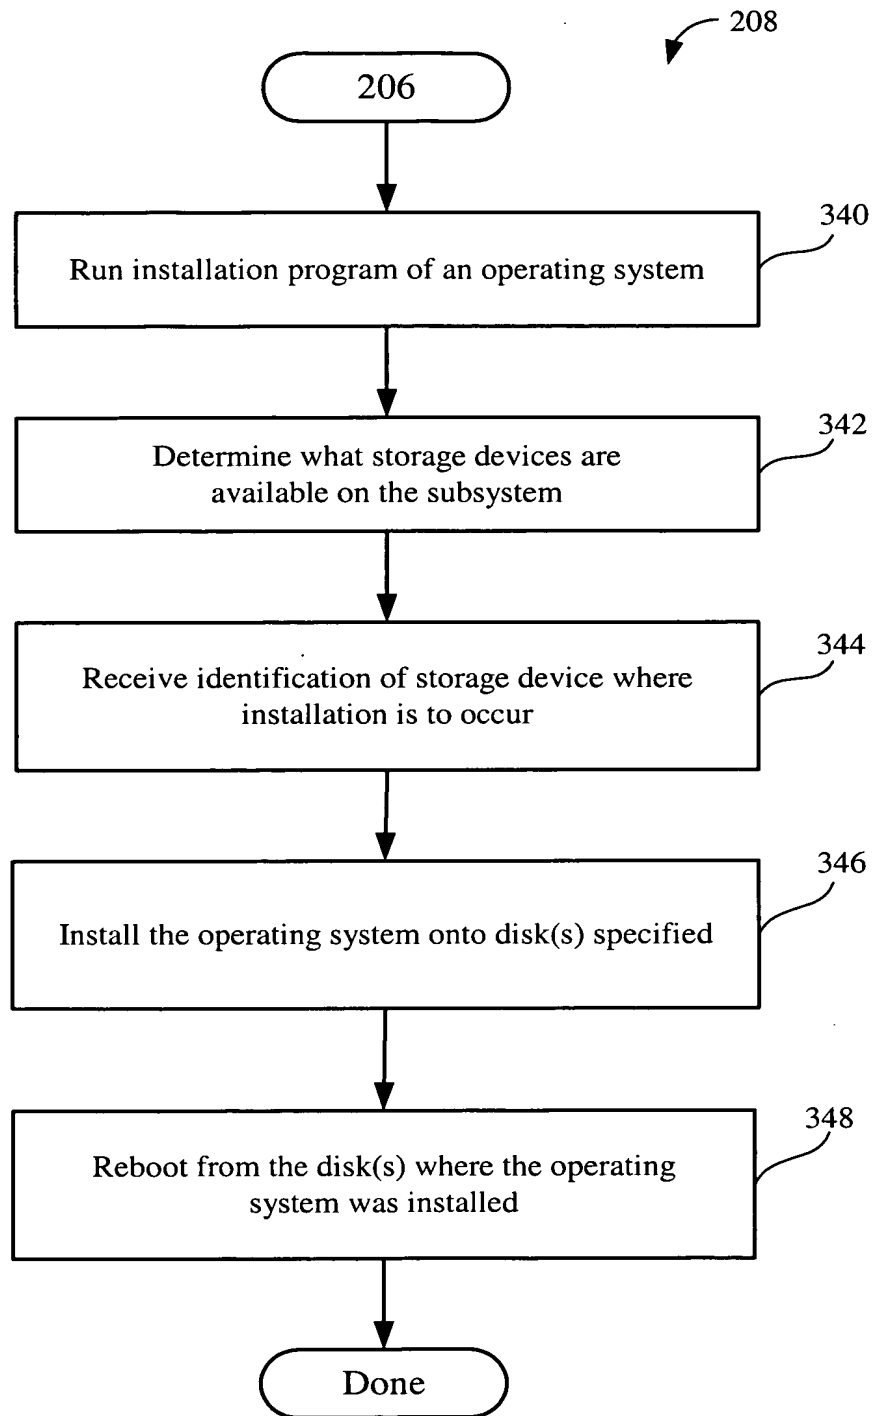 208
206
340
Run installation program of an operating system
342
Determine what storage devices are
available on the subsystem
344
Receive identification of storage device where
installation is to occur
346
Install the operating system onto disk(s) specified
348
Reboot from the disk(s) where the operating
system was installed
Done